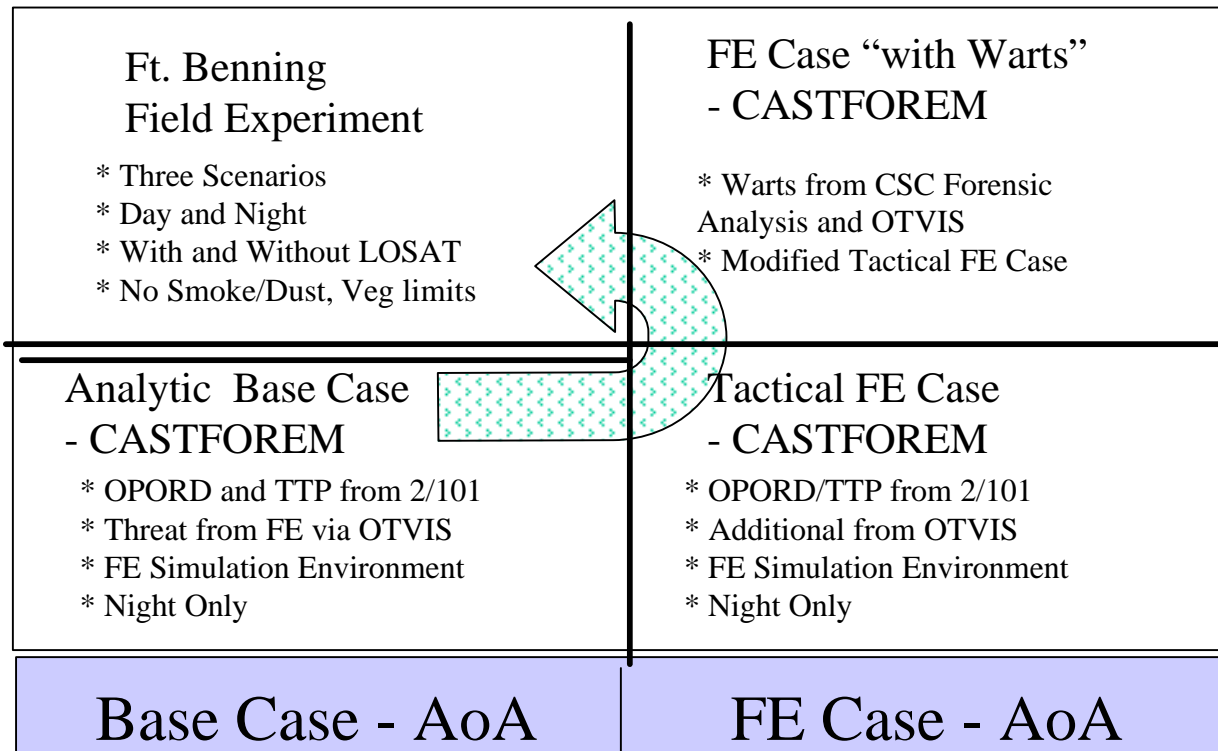 Ft. Benning
Field Experiment
* Three Scenarios
* Day and Night
* With and Without LOSAT
* No Smoke/Dust, Veg limits
FE Case “with Warts”
- CASTFOREM
* Warts from CSC Forensic
Analysis and OTVIS
* Modified Tactical FE Case
Analytic Base Case
- CASTFOREM
* OPORD and TTP from 2/101
* Threat from FE via OTVIS
* FE Simulation Environment
* Night Only
Tactical FE Case
- CASTFOREM
* OPORD/TTP from 2/101
* Additional from OTVIS
* FE Simulation Environment
* Night Only
Base Case - AoA
FE Case - AoA